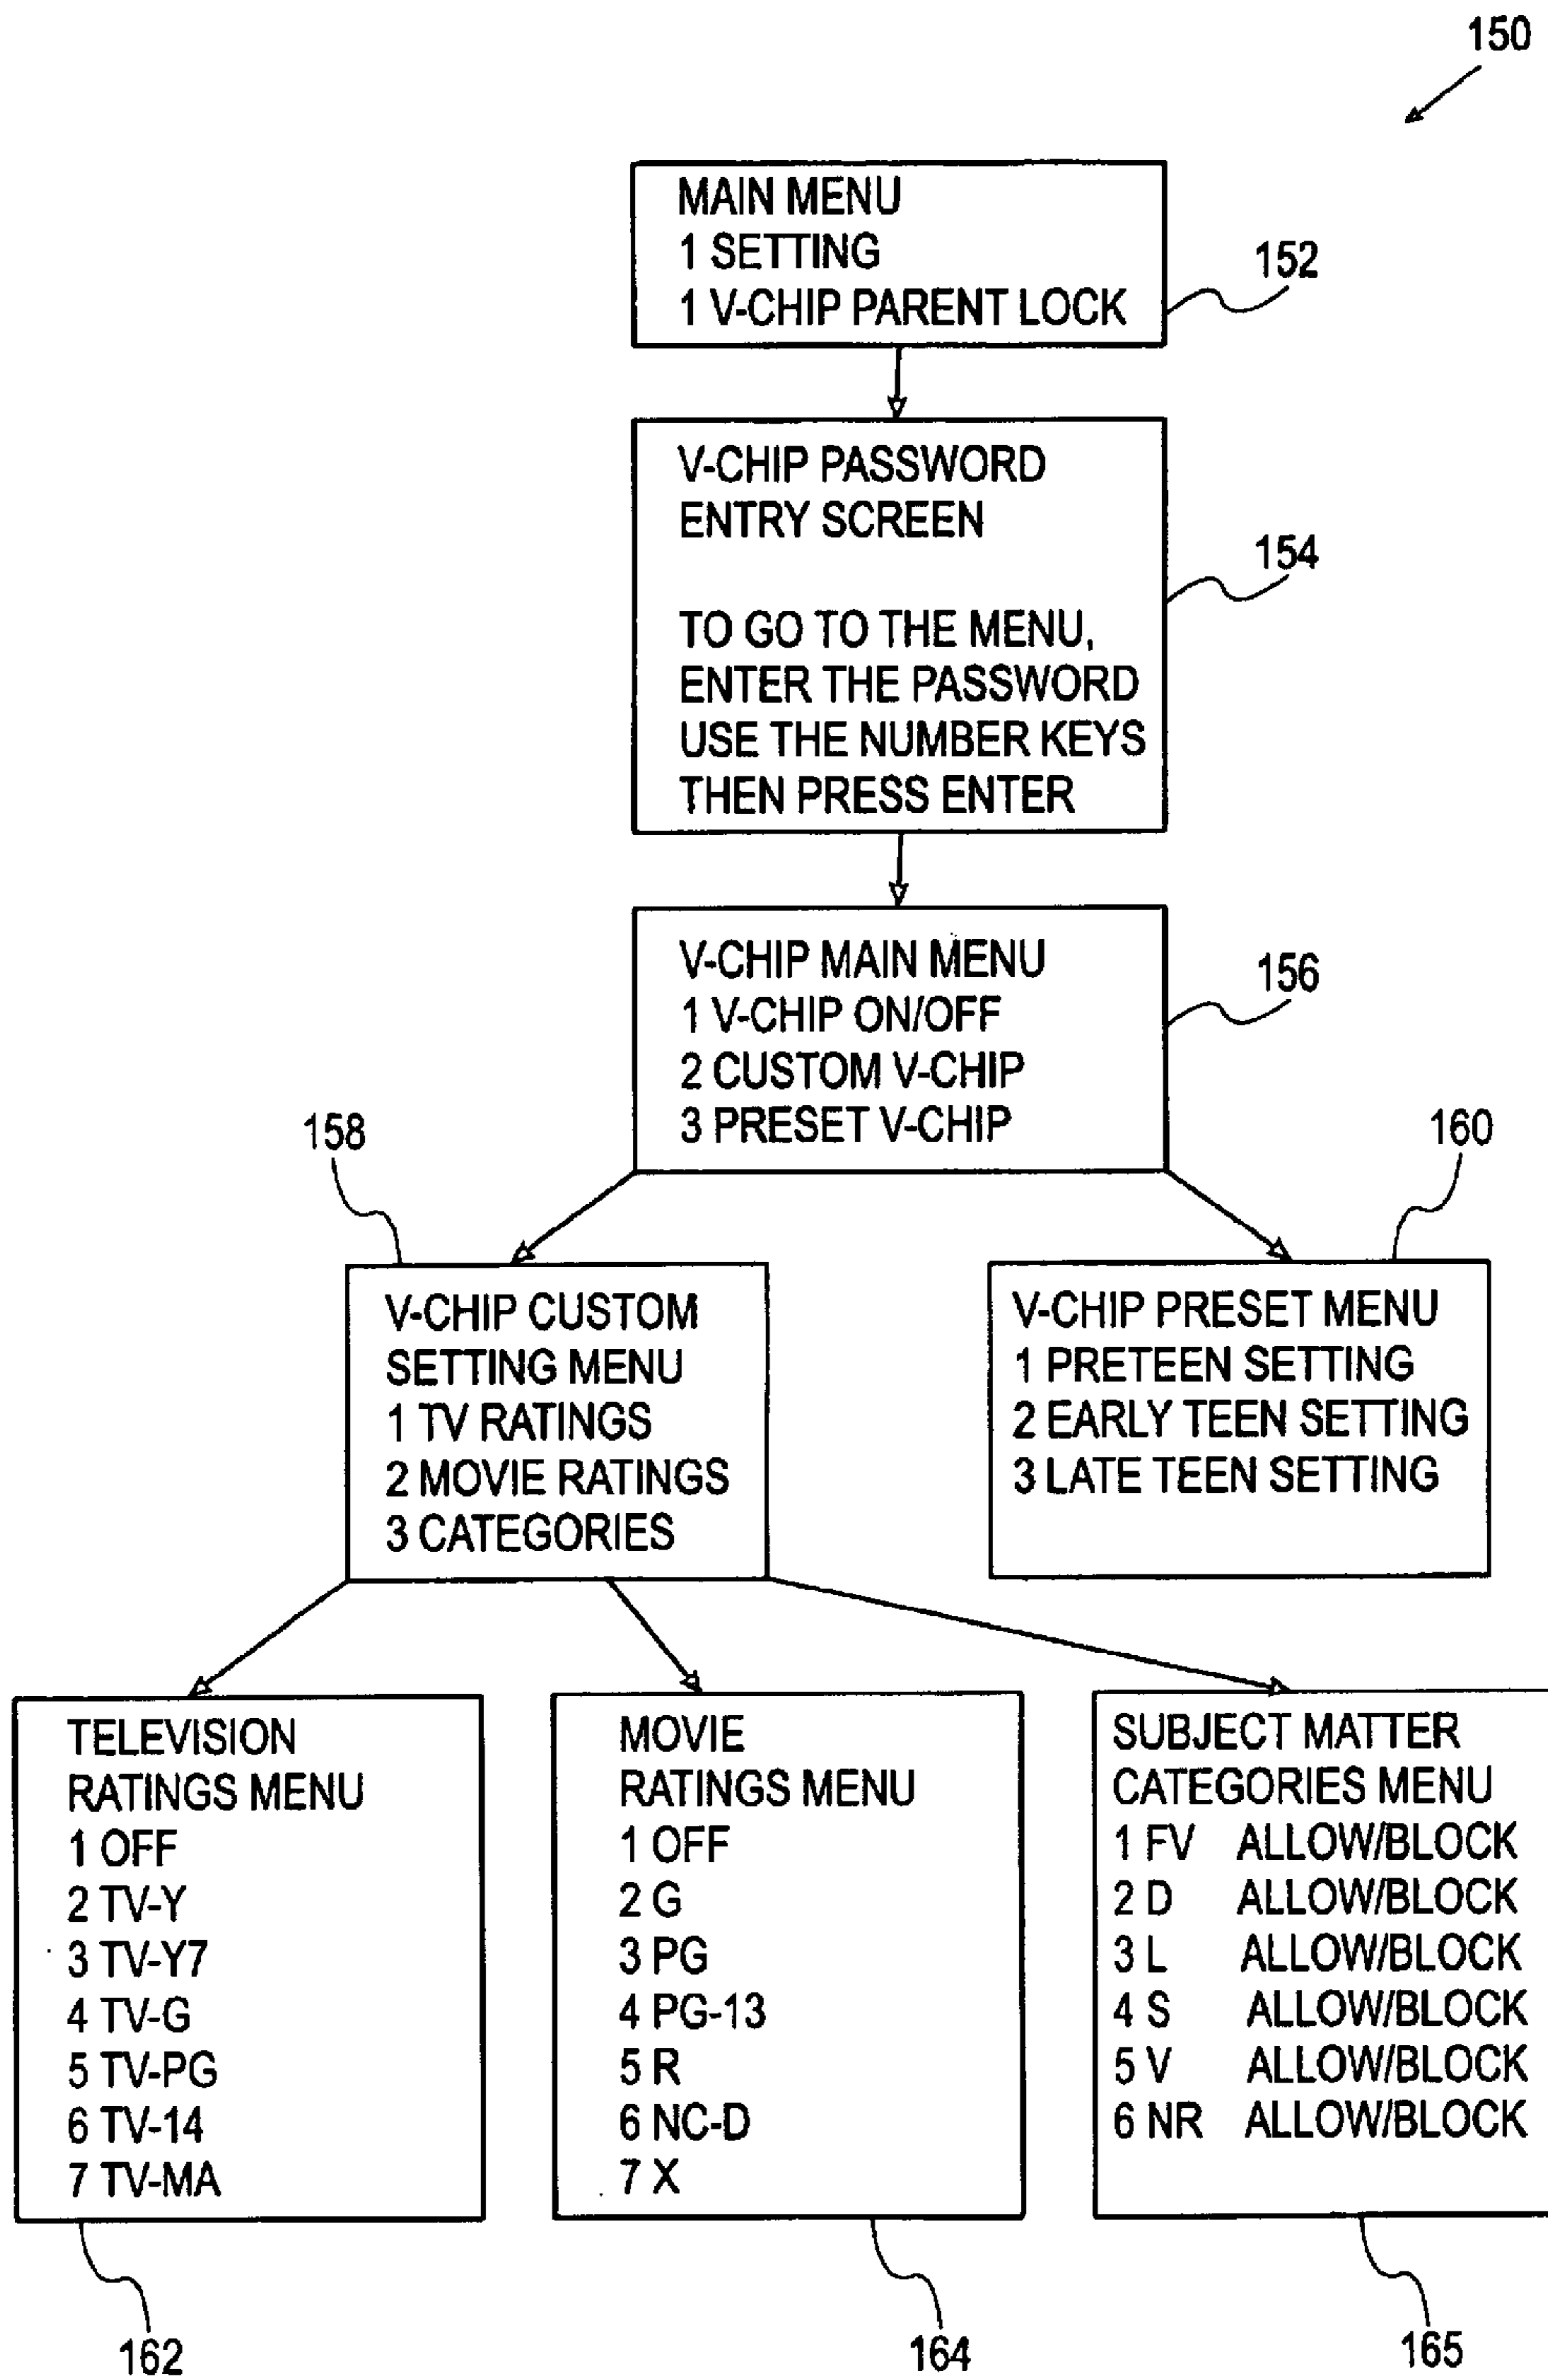 150
MAIN MENU
1 SETTING
1 V-CHIP PARENT LOCK
152
V-CHIP PASSWORD
ENTRY SCREEN
TO GO TO THE MENU,
ENTER THE PASSWORD
USE THE NUMBER KEYS
THEN PRESS ENTER
154
V-CHIP MAIN MENU
1 V-CHIP ON/OFF
2 CUSTOM V-CHIP
3 PRESET V-CHIP
156
158
V-CHIP CUSTOM
SETTING MENU
1 TV RATINGS
2 MOVIE RATINGS
3 CATEGORIES
160
V-CHIP PRESET MENU
1 PRETEEN SETTING
2 EARLY TEEN SETTING
3 LATE TEEN SETTING
TELEVISION
RATINGS MENU
1 OFF
2 TV-Y
3 TV-Y7
4 TV-G
5 TV-PG
6 TV-14
7 TV-MA
162
MOVIE
RATINGS MENU
1 OFF
2 G
3 PG
4 PG-13
5 R
6 NC-D
7 X
164
SUBJECT MATTER
CATEGORIES MENU
1 FV ALLOW/BLOCK
2 D ALLOW/BLOCK
3 L ALLOW/BLOCK
4 S ALLOW/BLOCK
5 V ALLOW/BLOCK
6 NR ALLOW/BLOCK
165